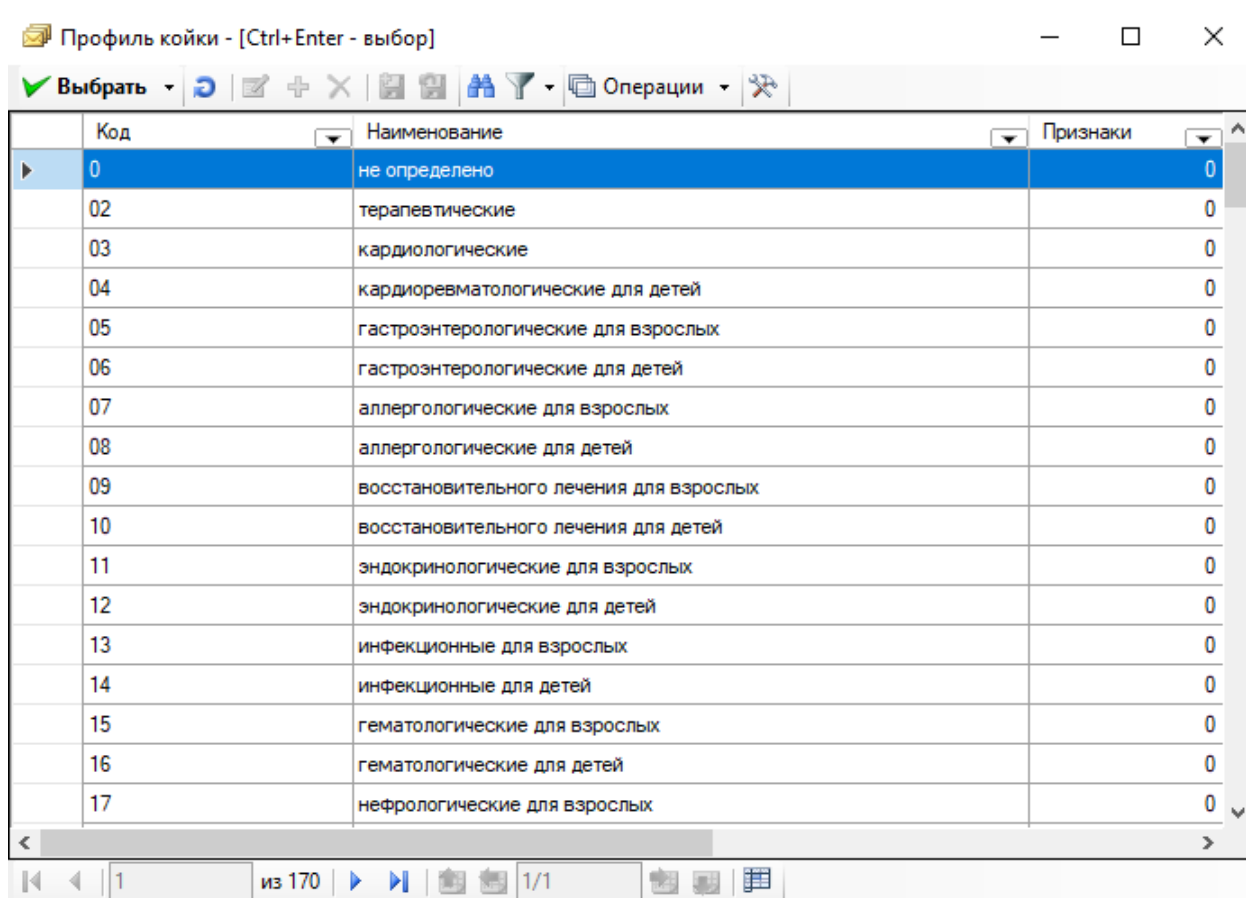 Профиль койки - [Ctrl+Enter - выбор]
Выбрать Операции
Код Наименование Признаки
0 не определено 0
02 терапевтические 0
03 кардиологические 0
04 кардиоревматологические для детей 0
05 гастроэнтерологические для взрослых 0
06 гастроэнтерологические для детей 0
07 аллергологические для взрослых 0
08 аллергологические для детей 0
09 восстановительного лечения для взрослых 0
10 восстановительного лечения для детей 0
11 эндокринологические для взрослых 0
12 эндокринологические для детей 0
13 инфекционные для взрослых 0
14 инфекционные для детей 0
15 гематологические для взрослых 0
16 гематологические для детей 0
17 нефрологические для взрослых 0
1 из 170 1/1